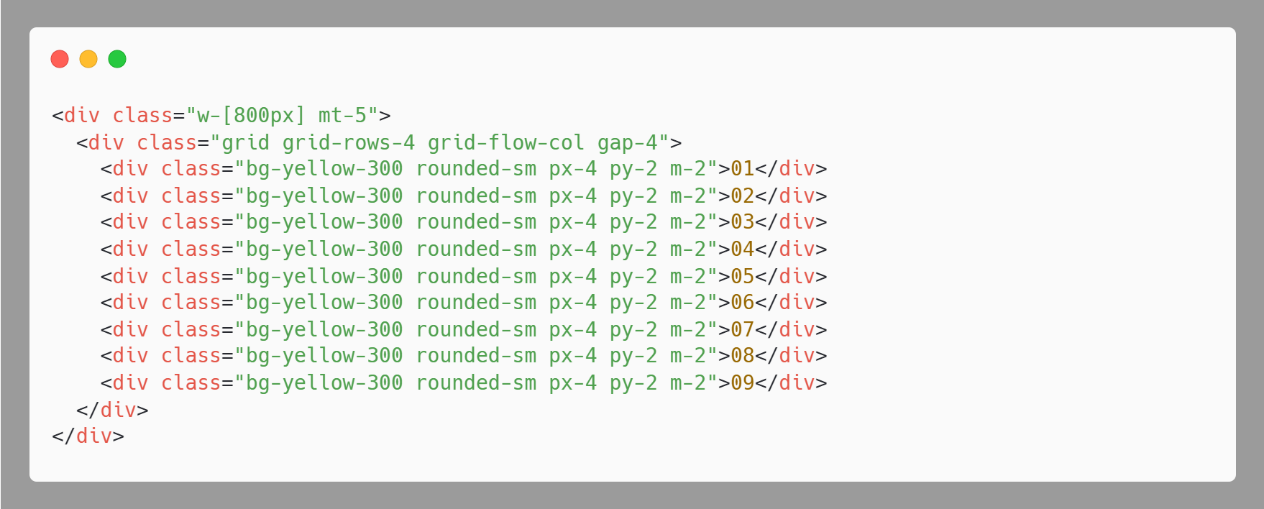 <div class="w-[800px] mt-5">
  <div class="grid grid-rows-4 grid-flow-col gap-4">
    <div class="bg-yellow-300 rounded-sm px-4 py-2 m-2">01</div>
    <div class="bg-yellow-300 rounded-sm px-4 py-2 m-2">02</div>
    <div class="bg-yellow-300 rounded-sm px-4 py-2 m-2">03</div>
    <div class="bg-yellow-300 rounded-sm px-4 py-2 m-2">04</div>
    <div class="bg-yellow-300 rounded-sm px-4 py-2 m-2">05</div>
    <div class="bg-yellow-300 rounded-sm px-4 py-2 m-2">06</div>
    <div class="bg-yellow-300 rounded-sm px-4 py-2 m-2">07</div>
    <div class="bg-yellow-300 rounded-sm px-4 py-2 m-2">08</div>
    <div class="bg-yellow-300 rounded-sm px-4 py-2 m-2">09</div>
  </div>
</div>